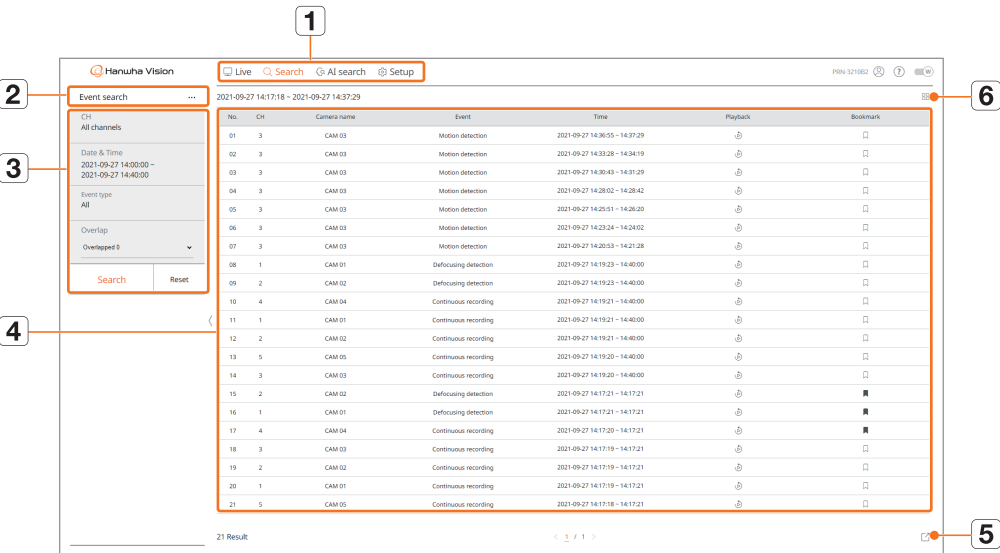 1
Hanwha Vision
Live Search AI search Setup
PRN-3210B2 ? W
2
Event search ...
2021-09-27 14:17:18 ~ 2021-09-27 14:37:29
6
3
CH
All channels
Date & Time
2021-09-27 14:00:00 ~
2021-09-27 14:40:00
Event type
All
Overlap
Overlapped 0
Search Reset
4
No. CH Camera name Event Time Playback Bookmark
01 3 CAM 03 Motion detection 2021-09-27 14:36:55 ~ 14:37:29
02 3 CAM 03 Motion detection 2021-09-27 14:33:28 ~ 14:34:19
03 3 CAM 03 Motion detection 2021-09-27 14:30:43 ~ 14:31:29
04 3 CAM 03 Motion detection 2021-09-27 14:28:02 ~ 14:28:42
05 3 CAM 03 Motion detection 2021-09-27 14:25:51 ~ 14:26:20
06 3 CAM 03 Motion detection 2021-09-27 14:23:24 ~ 14:24:02
07 3 CAM 03 Motion detection 2021-09-27 14:20:53 ~ 14:21:28
08 1 CAM 01 Defocusing detection 2021-09-27 14:19:23 ~ 14:40:00
09 2 CAM 02 Defocusing detection 2021-09-27 14:19:23 ~ 14:40:00
10 4 CAM 04 Continuous recording 2021-09-27 14:19:21 ~ 14:40:00
11 1 CAM 01 Continuous recording 2021-09-27 14:19:21 ~ 14:40:00
12 2 CAM 02 Continuous recording 2021-09-27 14:19:21 ~ 14:40:00
13 5 CAM 05 Continuous recording 2021-09-27 14:19:20 ~ 14:40:00
14 3 CAM 03 Continuous recording 2021-09-27 14:19:20 ~ 14:40:00
15 2 CAM 02 Defocusing detection 2021-09-27 14:17:21 ~ 14:17:21
16 1 CAM 01 Defocusing detection 2021-09-27 14:17:21 ~ 14:17:21
17 4 CAM 04 Continuous recording 2021-09-27 14:17:20 ~ 14:17:21
18 3 CAM 03 Continuous recording 2021-09-27 14:17:19 ~ 14:17:21
19 2 CAM 02 Continuous recording 2021-09-27 14:17:19 ~ 14:17:21
20 1 CAM 01 Continuous recording 2021-09-27 14:17:19 ~ 14:17:21
21 5 CAM 05 Continuous recording 2021-09-27 14:17:18 ~ 14:17:21
21 Result < 1 / 1 >
5